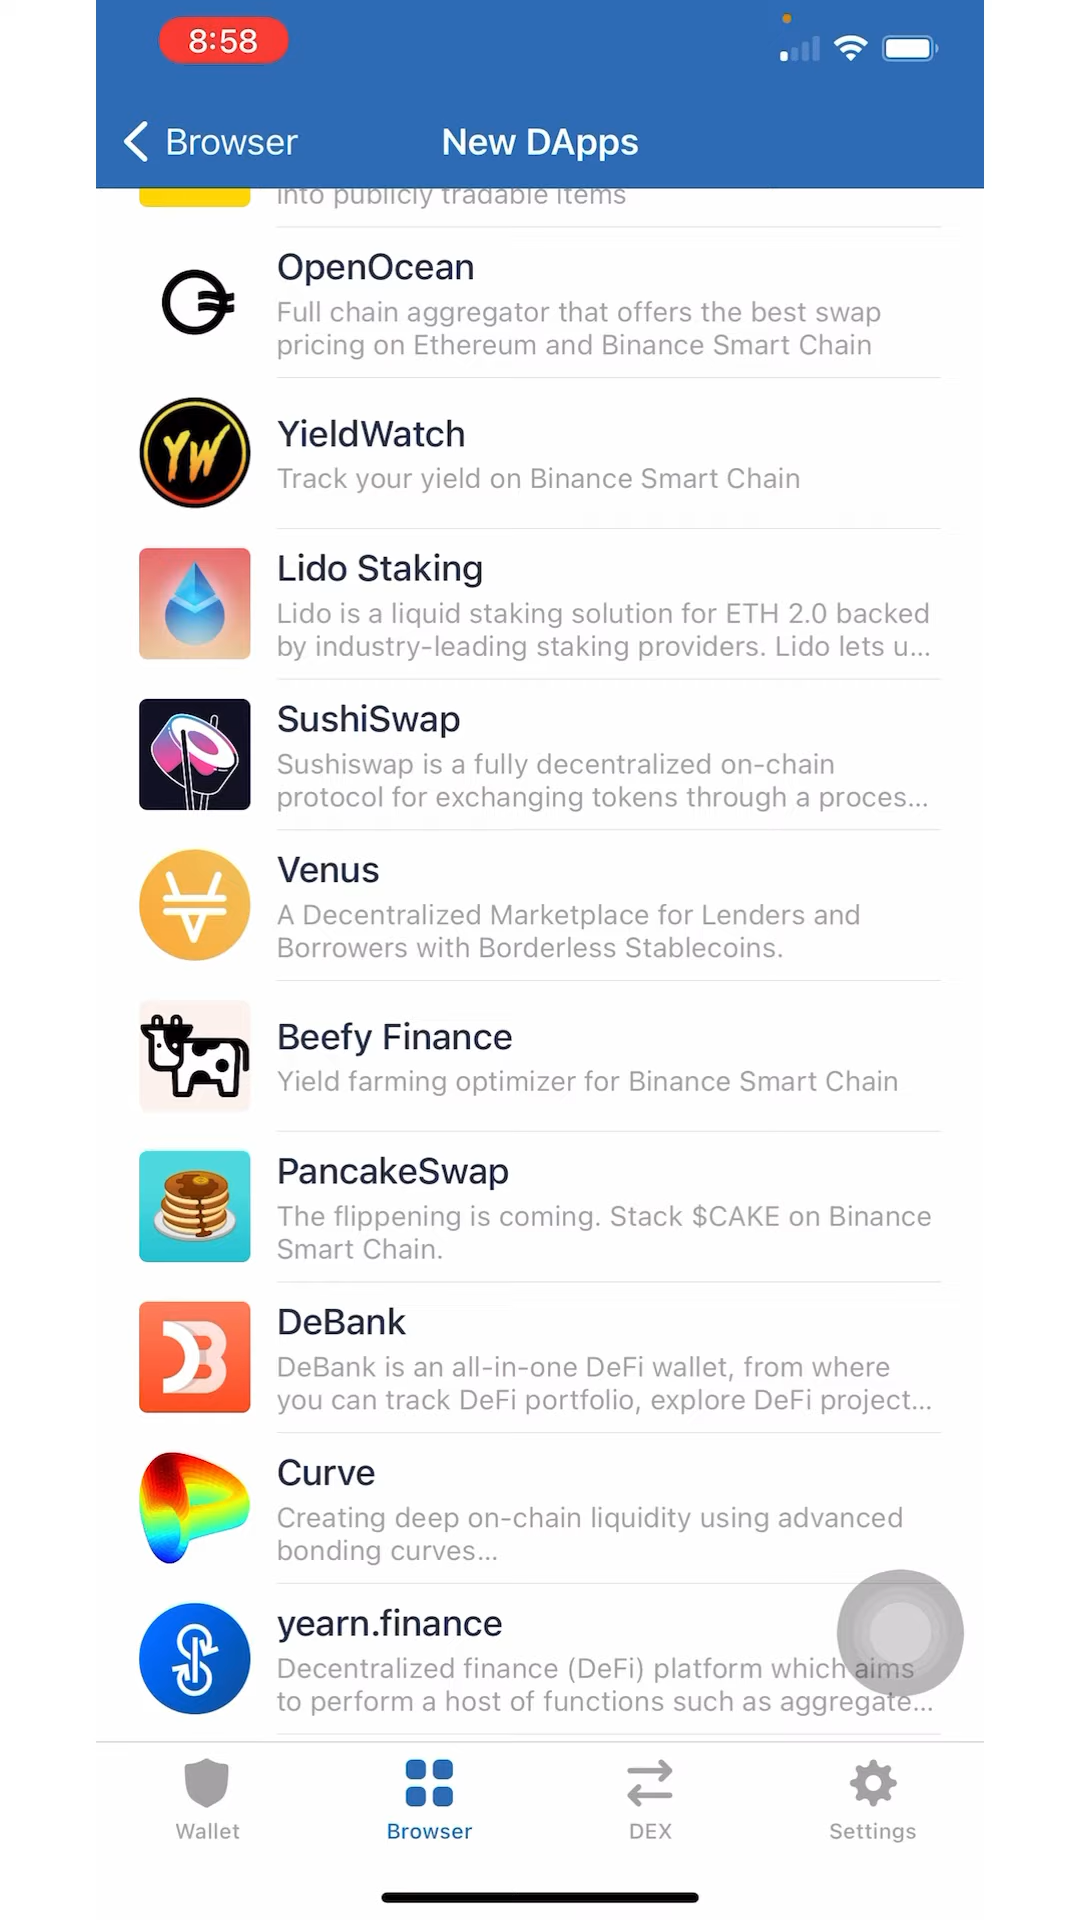 8:58
Browser
New DApps
into publicly tradable items
OpenOcean
Full chain aggregator that offers the best swap
pricing on Ethereum and Binance Smart Chain
YW
YieldWatch
Track your yield on Binance Smart Chain
Lido Staking
Lido is a liquid staking solution for ETH 2.0 backed
by industry-leading staking providers. Lido lets u...
SushiSwap
Sushiswap is a fully decentralized on-chain
protocol for exchanging tokens through a proces...
Venus
A Decentralized Marketplace for Lenders and
Borrowers with Borderless Stablecoins.
Beefy Finance
Yield farming optimizer for Binance Smart Chain
PancakeSwap
The flippening is coming. Stack $CAKE on Binance
Smart Chain.
DeBank
DeBank is an all-in-one DeFi wallet, from where
you can track DeFi portfolio, explore DeFi project...
Curve
Creating deep on-chain liquidity using advanced
bonding curves...
yearn.finance
Decentralized finance (DeFi) platform which aims
to perform a host of functions such as aggregate...
Wallet
Browser
DEX
Settings